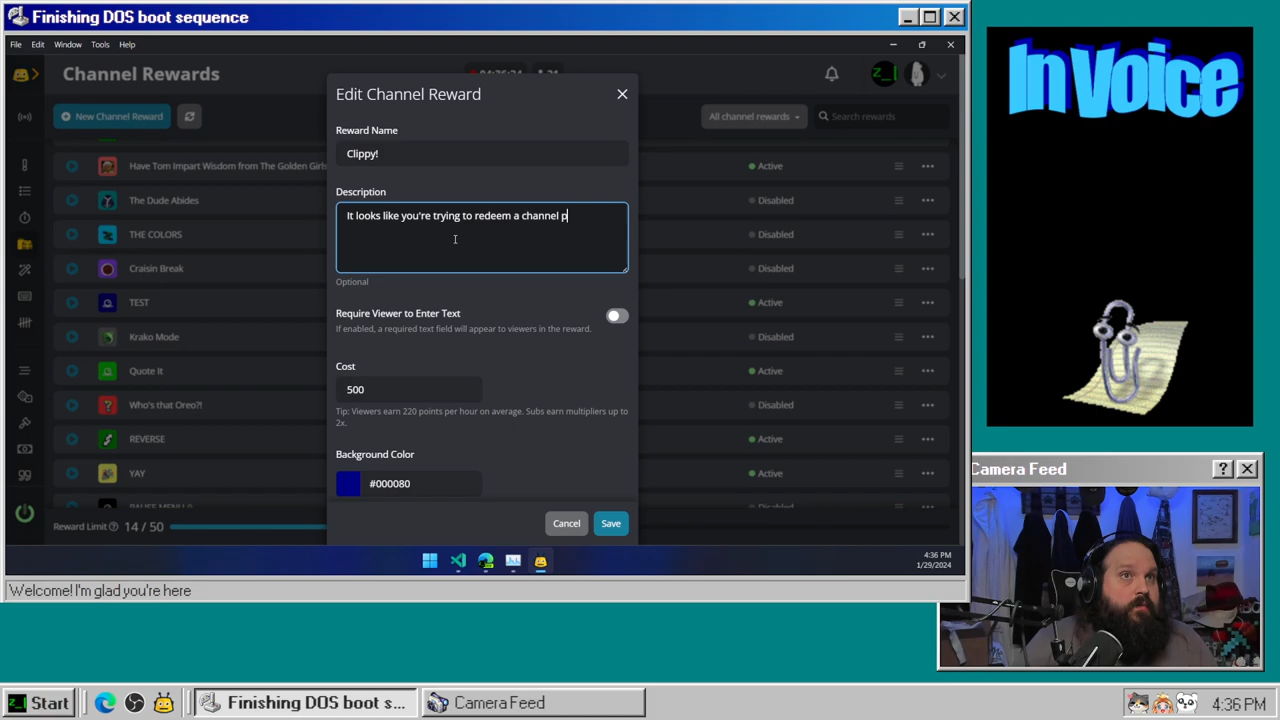 Finishing DOS boot sequence
File Edit Window Tools Help
Channel Rewards
New Channel Reward
All channel rewards
Search rewards
Have Tom Impart Wisdom from The Golden Girls
Active
The Dude Abides
Disabled
THE COLORS
Disabled
Craisin Break
Disabled
TEST
Active
Krako Mode
Disabled
Quote It
Active
Who's that Oreo?!
Disabled
REVERSE
Active
YAY
Active
Disabled
Reward Limit 14 / 50
Edit Channel Reward
Reward Name
Clippy!
Description
It looks like you're trying to redeem a channel p
Optional
Require Viewer to Enter Text
If enabled, a required text field will appear to viewers in the reward.
Cost
500
Tip: Viewers earn 220 points per hour on average. Subs earn multipliers up to
2x.
Background Color
#000080
Cancel
Save
4:36 PM
1/29/2024
Welcome! I'm glad you're here
In Voice
Camera Feed
Start
Finishing DOS boot s...
Camera Feed
4:36 PM